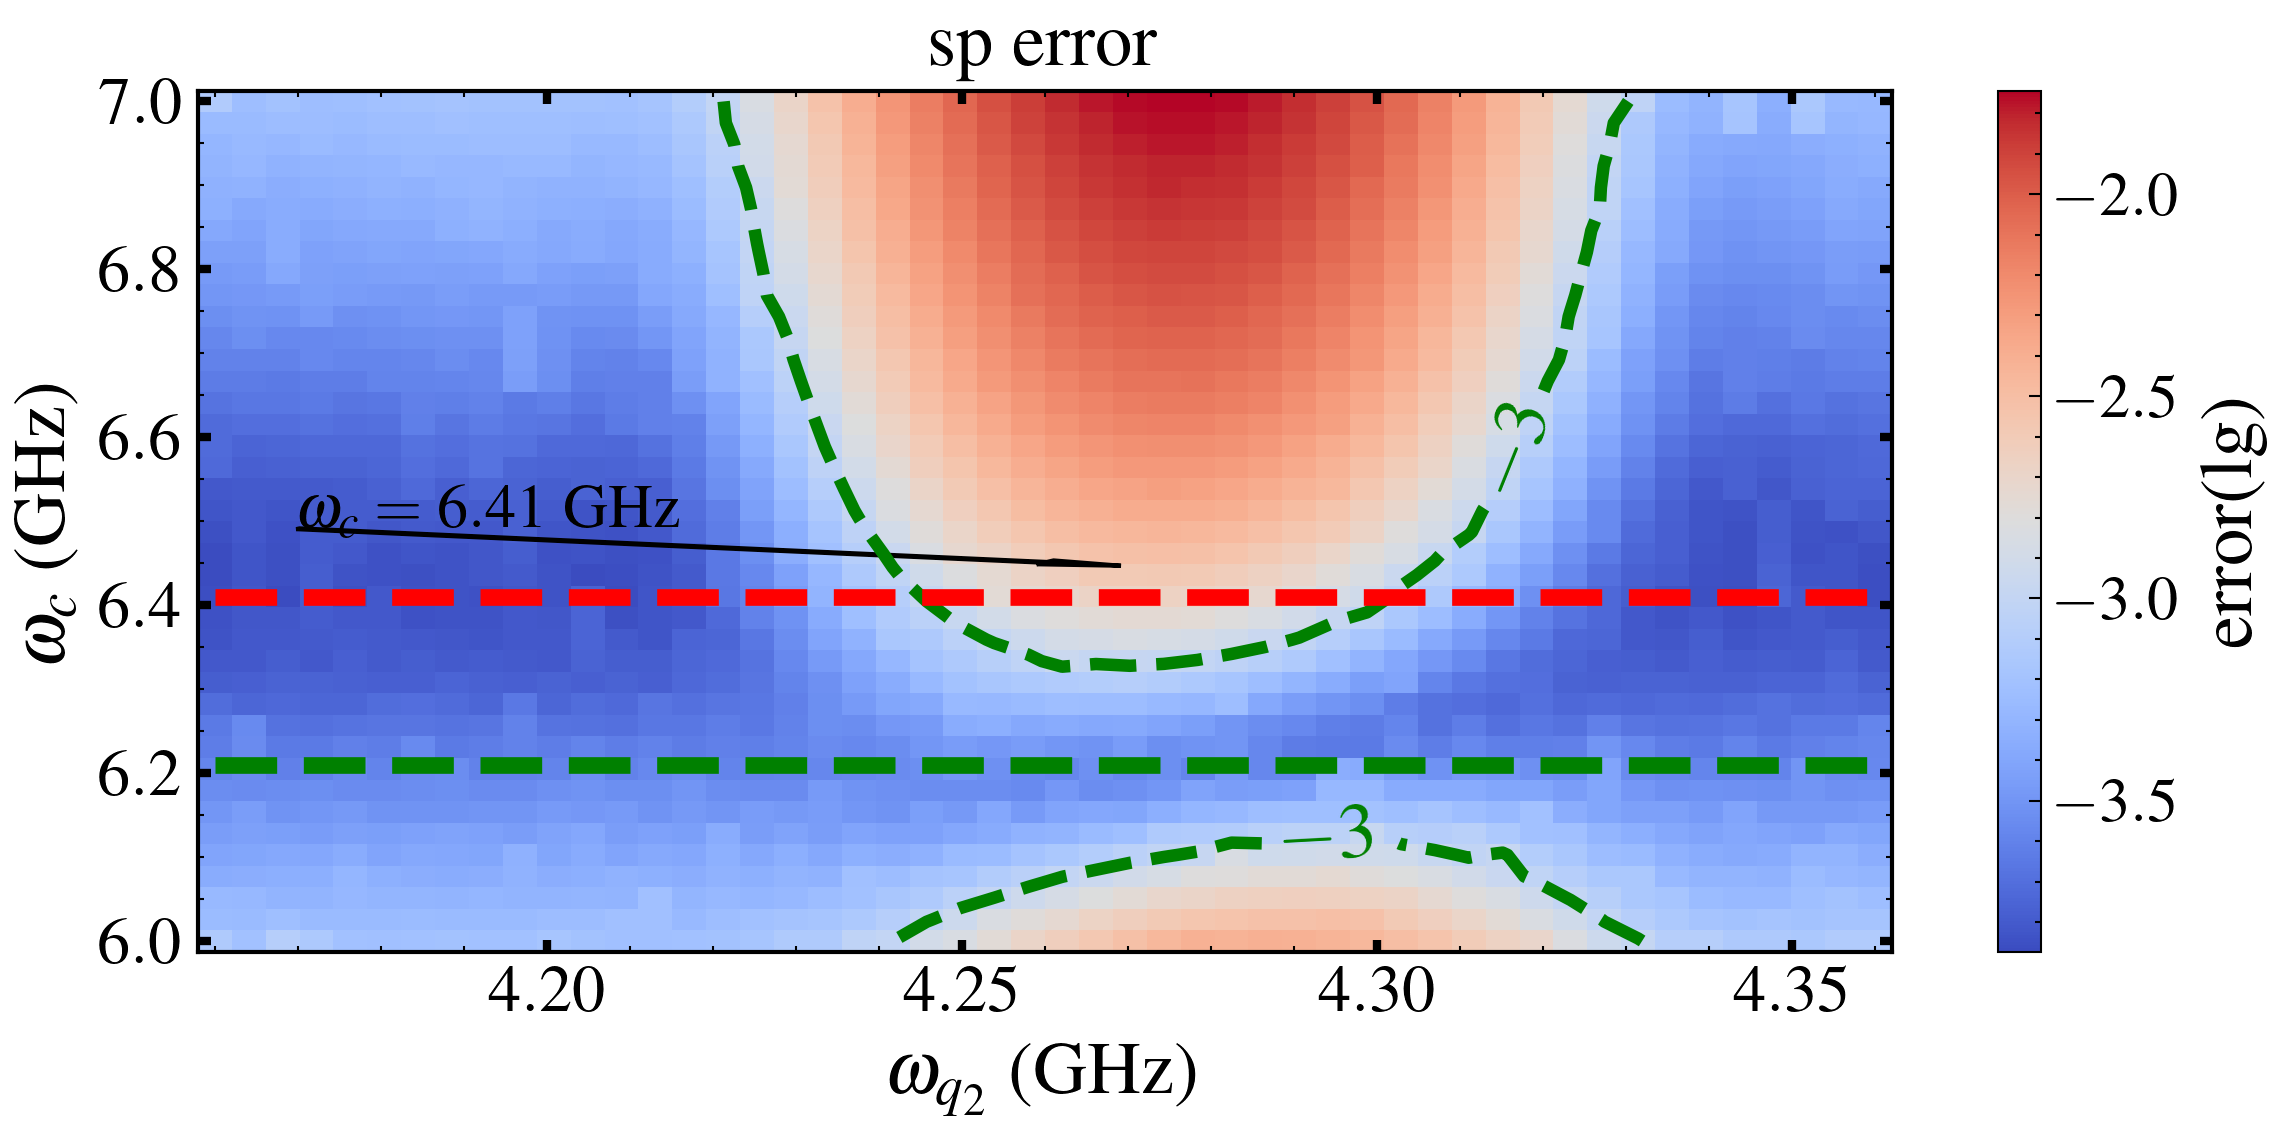 sp error
7.0
6.8
6.6
6.4
6.2
6.0
ω_c (GHz)
ω_c = 6.41 GHz
−3
−3
4.20 4.25 4.30 4.35
ω_{q_2} (GHz)
−2.0
−2.5
−3.0
−3.5
error(lg)